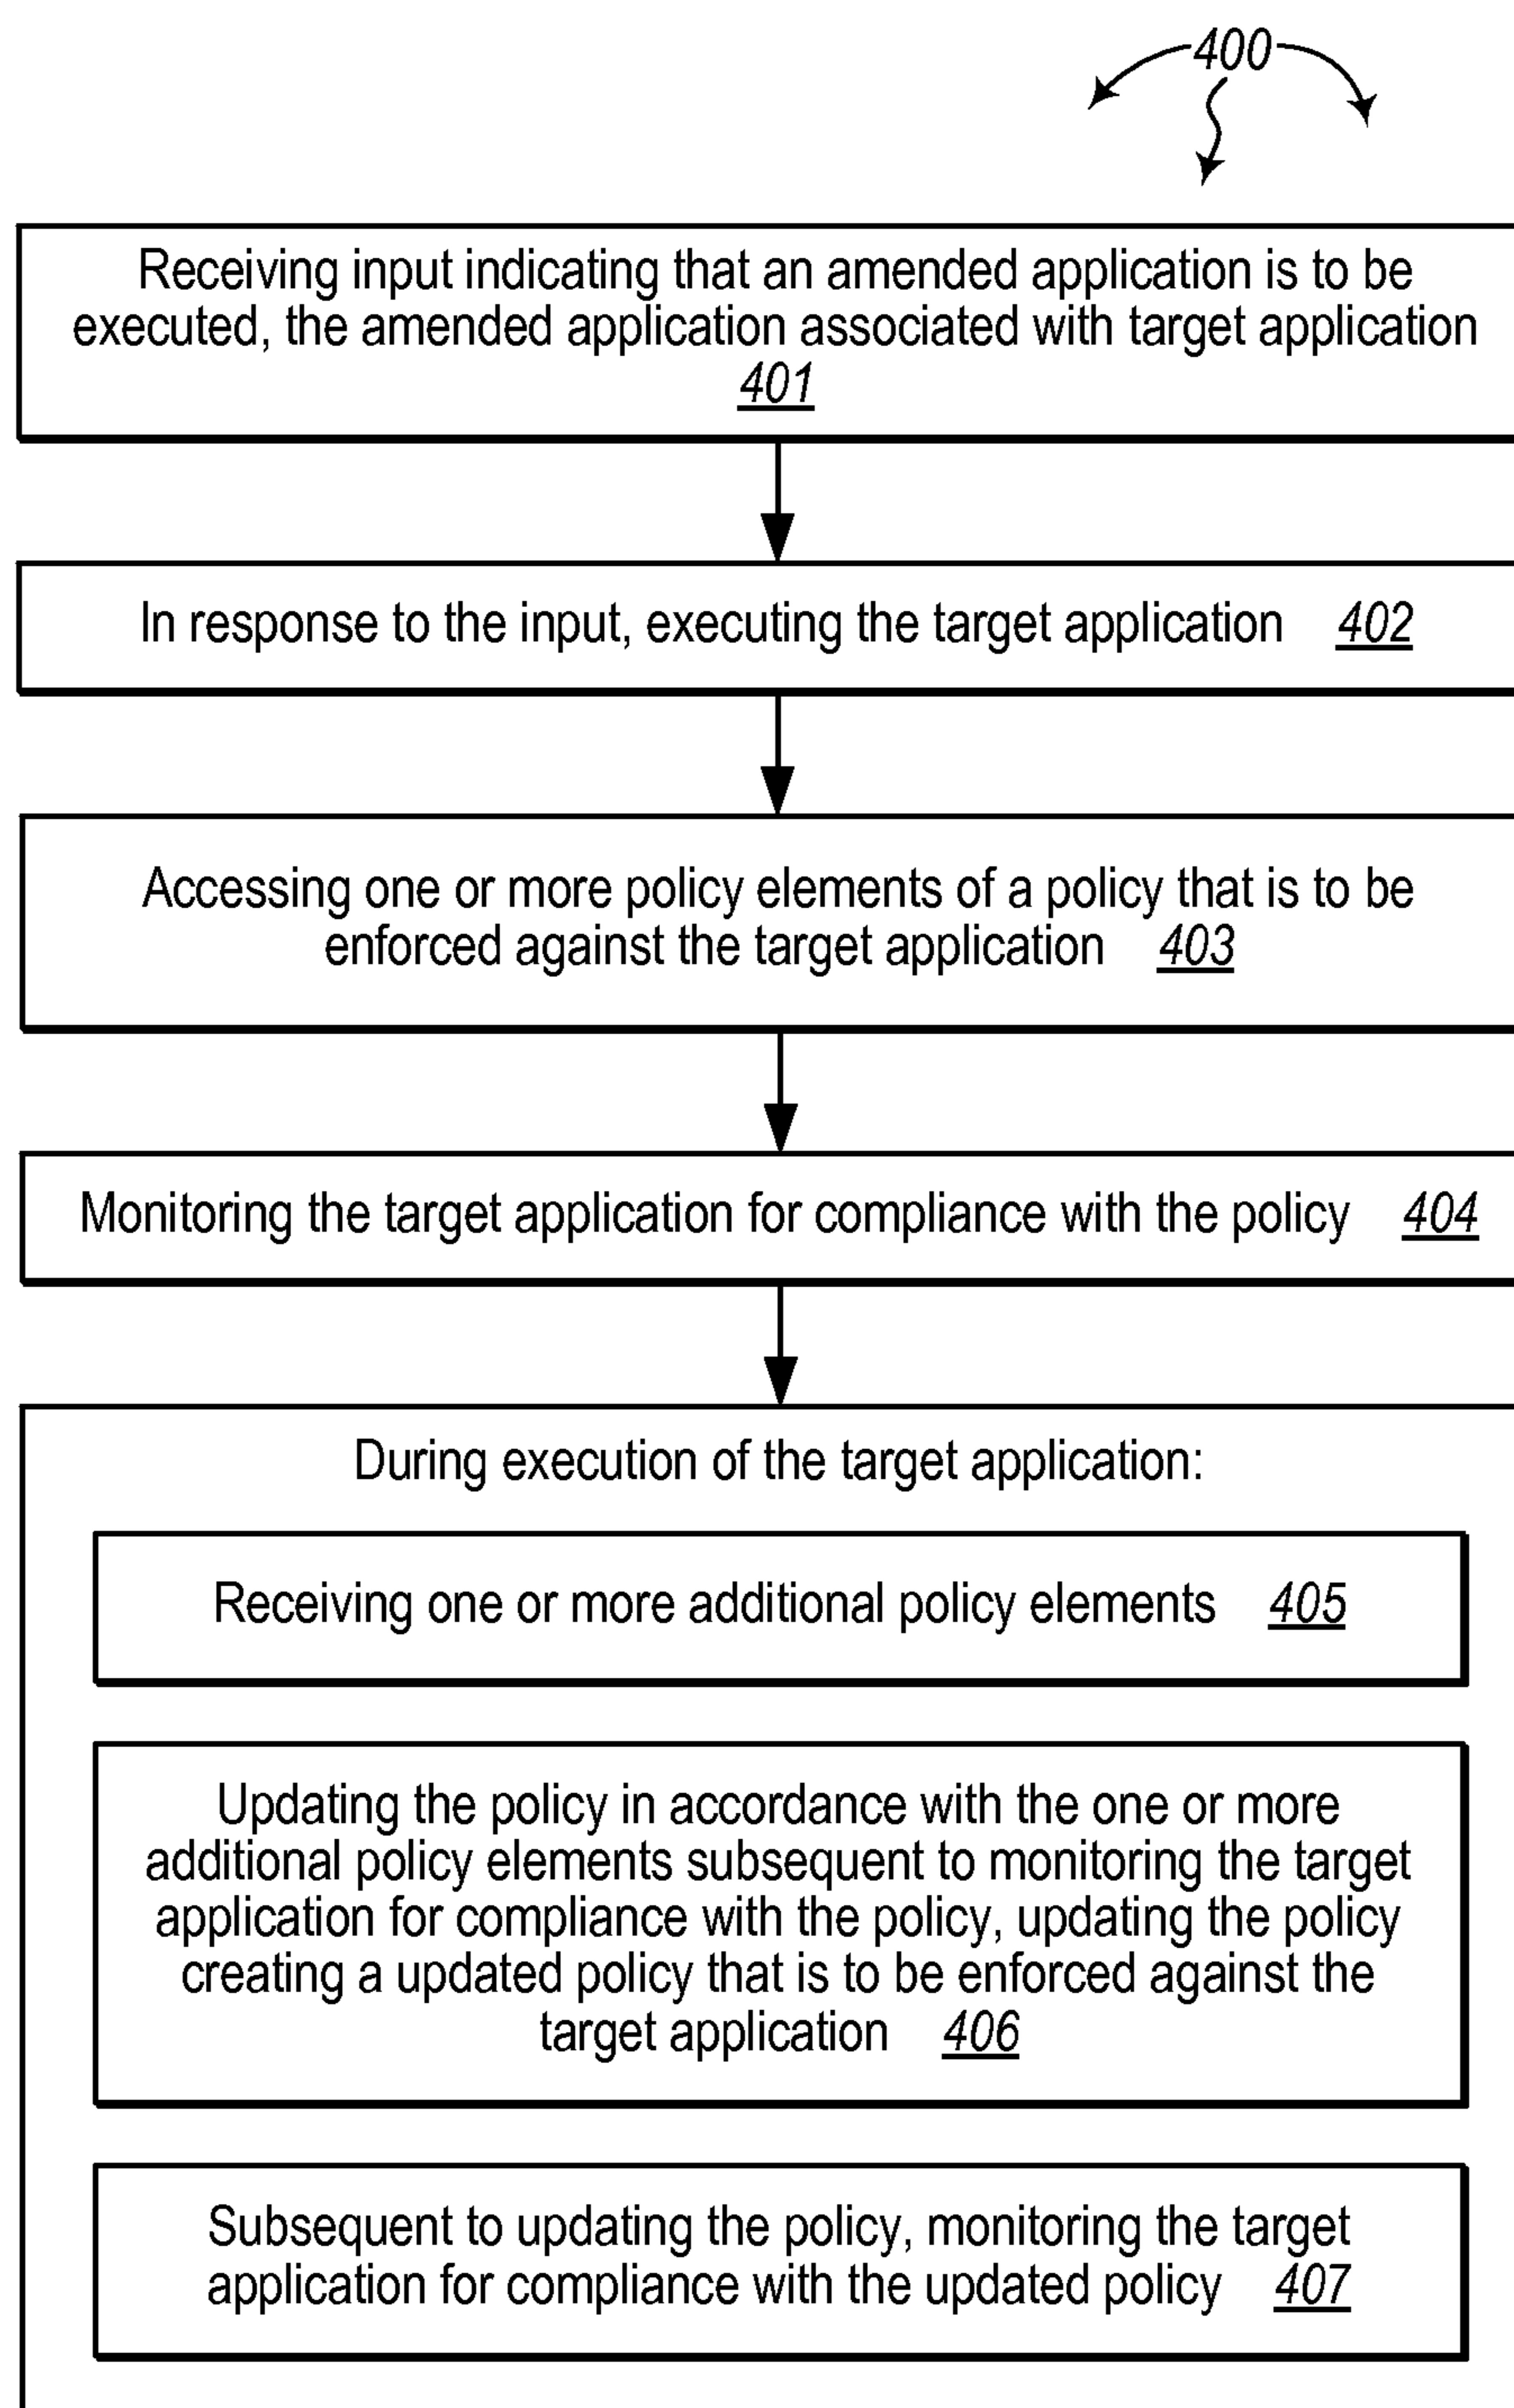 400
Receiving input indicating that an amended application is to be
executed, the amended application associated with target application
401
In response to the input, executing the target application 402
Accessing one or more policy elements of a policy that is to be
enforced against the target application 403
Monitoring the target application for compliance with the policy 404
During execution of the target application:
Receiving one or more additional policy elements 405
Updating the policy in accordance with the one or more
additional policy elements subsequent to monitoring the target
application for compliance with the policy, updating the policy
creating a updated policy that is to be enforced against the
target application 406
Subsequent to updating the policy, monitoring the target
application for compliance with the updated policy 407